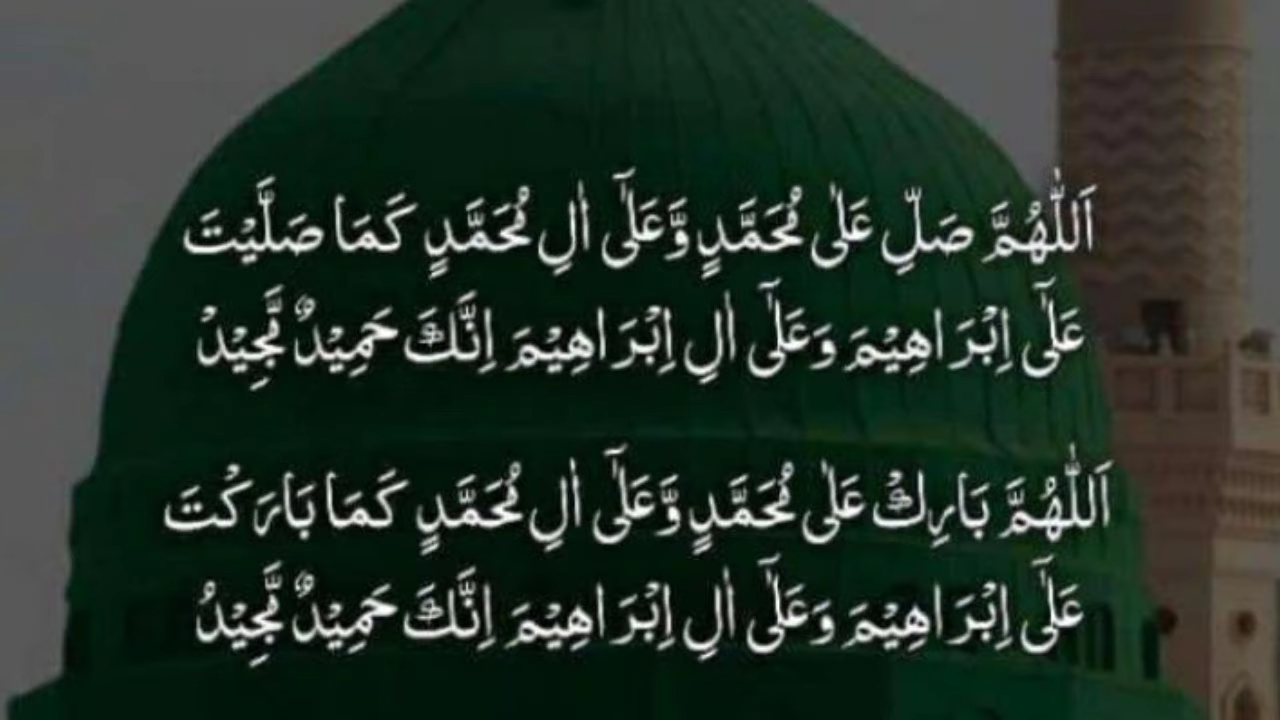 اَللّٰهُمَّ صَلِّ عَلٰی مُحَمَّدٍ وَّعَلٰٓی اٰلِ مُحَمَّدٍ كَمَا صَلَّيْتَ
عَلٰٓی اِبْرَاهِيْمَ وَعَلٰٓی اٰلِ اِبْرَاهِيْمَ اِنَّكَ حَمِيْدٌ مَّجِيْدٌ
اَللّٰهُمَّ بَارِكْ عَلٰی مُحَمَّدٍ وَّعَلٰٓی اٰلِ مُحَمَّدٍ كَمَا بَارَكْتَ
عَلٰٓی اِبْرَاهِيْمَ وَعَلٰٓی اٰلِ اِبْرَاهِيْمَ اِنَّكَ حَمِيْدٌ مَّجِيْدٌ